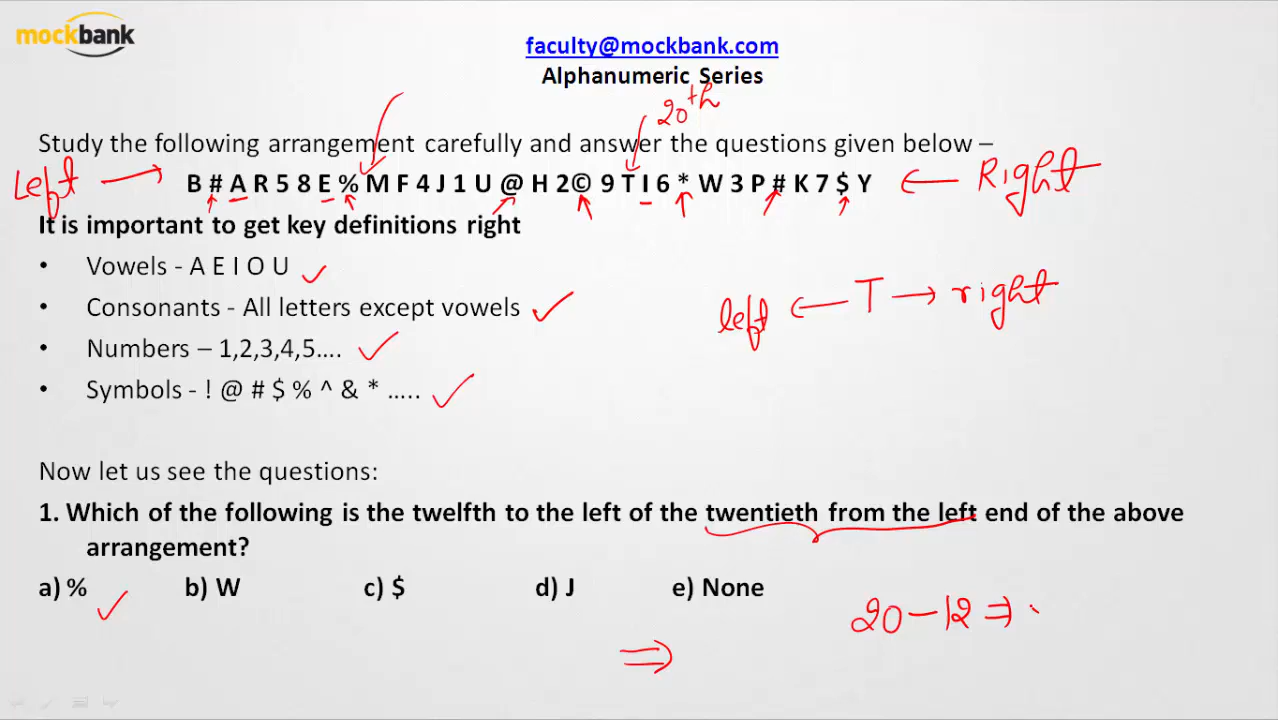 mockbank
faculty@mockbank.com
Alphanumeric Series
20th
Study the following arrangement carefully and answer the questions given below –
Left B # A R 5 8 E % M F 4 J 1 U @ H 2 © 9 T I 6 * W 3 P # K 7 $ Y Right
It is important to get key definitions right
• Vowels - A E I O U
• Consonants - All letters except vowels
left ← T → right
• Numbers – 1,2,3,4,5....
• Symbols - ! @ # $ % ^ & * .....
Now let us see the questions:
1. Which of the following is the twelfth to the left of the twentieth from the left end of the above
arrangement?
a) % b) W c) $ d) J e) None
20 – 12 ⇒
⇒